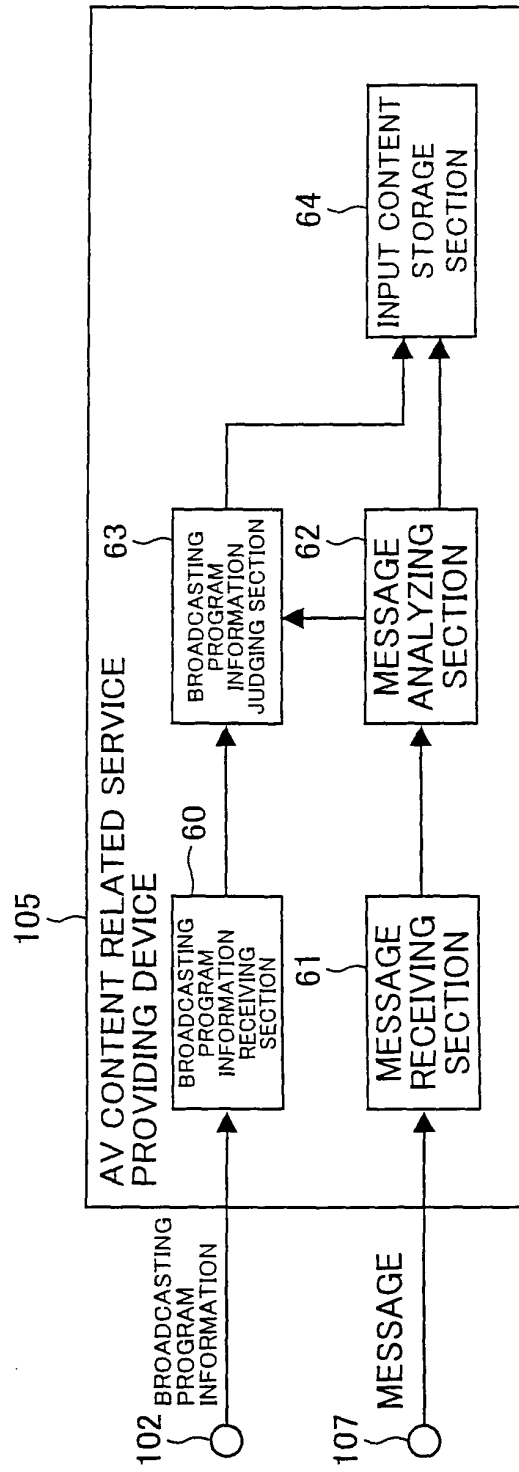 105
AV CONTENT RELATED SERVICE
PROVIDING DEVICE
102
BROADCASTING
PROGRAM
INFORMATION
60
BROADCASTING
PROGRAM
INFORMATION
RECEIVING
SECTION
63
BROADCASTING
PROGRAM
INFORMATION
JUDGING SECTION
64
INPUT CONTENT
STORAGE
SECTION
107
MESSAGE
61
MESSAGE
RECEIVING
SECTION
62
MESSAGE
ANALYZING
SECTION